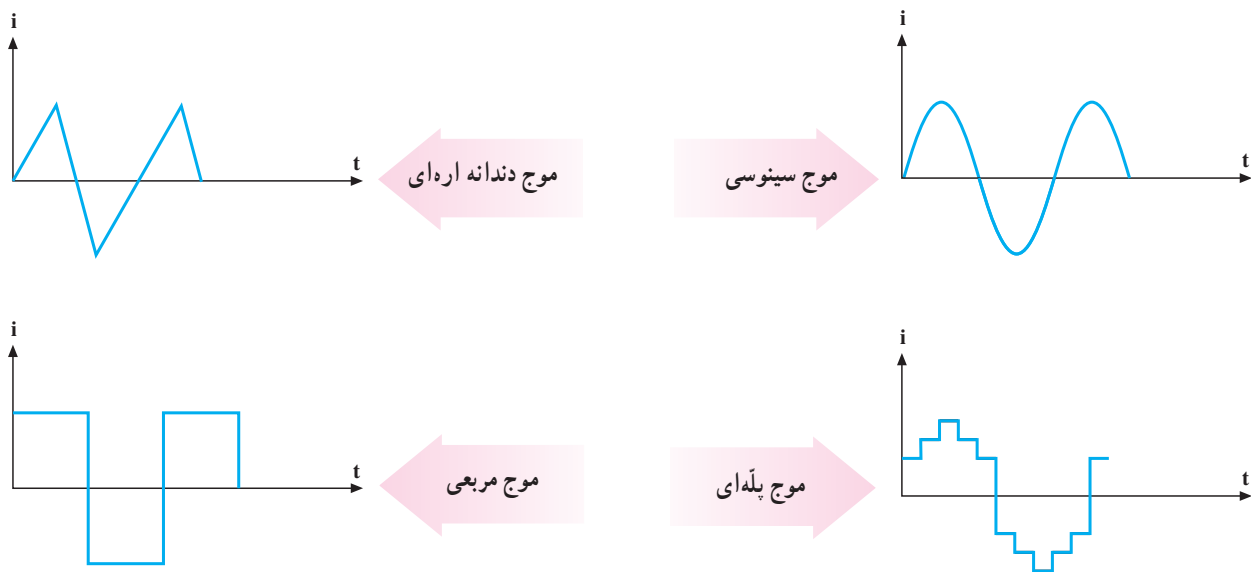 i
t
موج سینوسی
موج دندانه اره‌ای
i
t
i
t
موج پلّه‌ای
موج مربعی
i
t